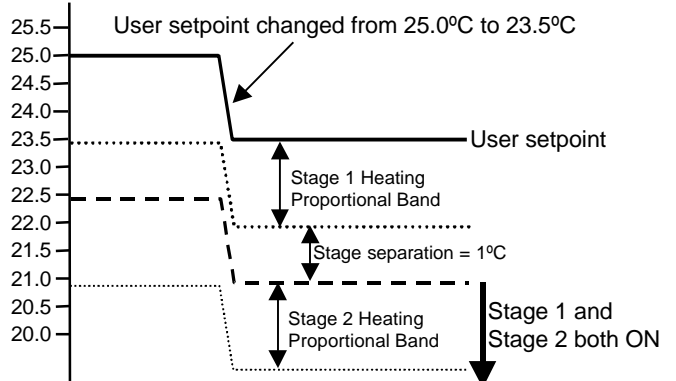 User setpoint changed from 25.0ºC to 23.5ºC
25.5
25.0
24.5
24.0
23.5
23.0
22.5
22.0
21.5
21.0
20.5
20.0
User setpoint
Stage 1 Heating
Proportional Band
Stage separation = 1ºC
Stage 2 Heating
Proportional Band
Stage 1 and
Stage 2 both ON